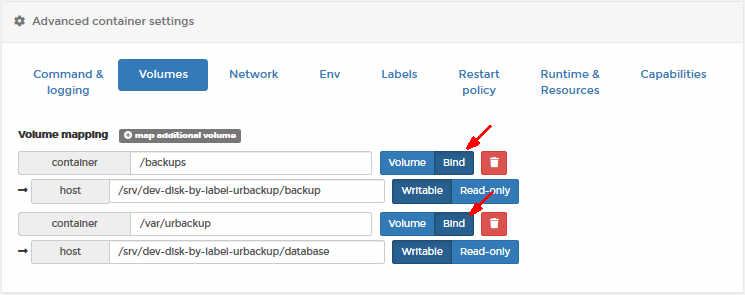 Advanced container settings
Command & logging Volumes Network Env Labels Restart policy Runtime & Resources Capabilities
Volume mapping map additional volume
container /backups Volume Bind
host /srv/dev-disk-by-label-urbackup/backup Writable Read-only
container /var/urbackup Volume Bind
host /srv/dev-disk-by-label-urbackup/database Writable Read-only